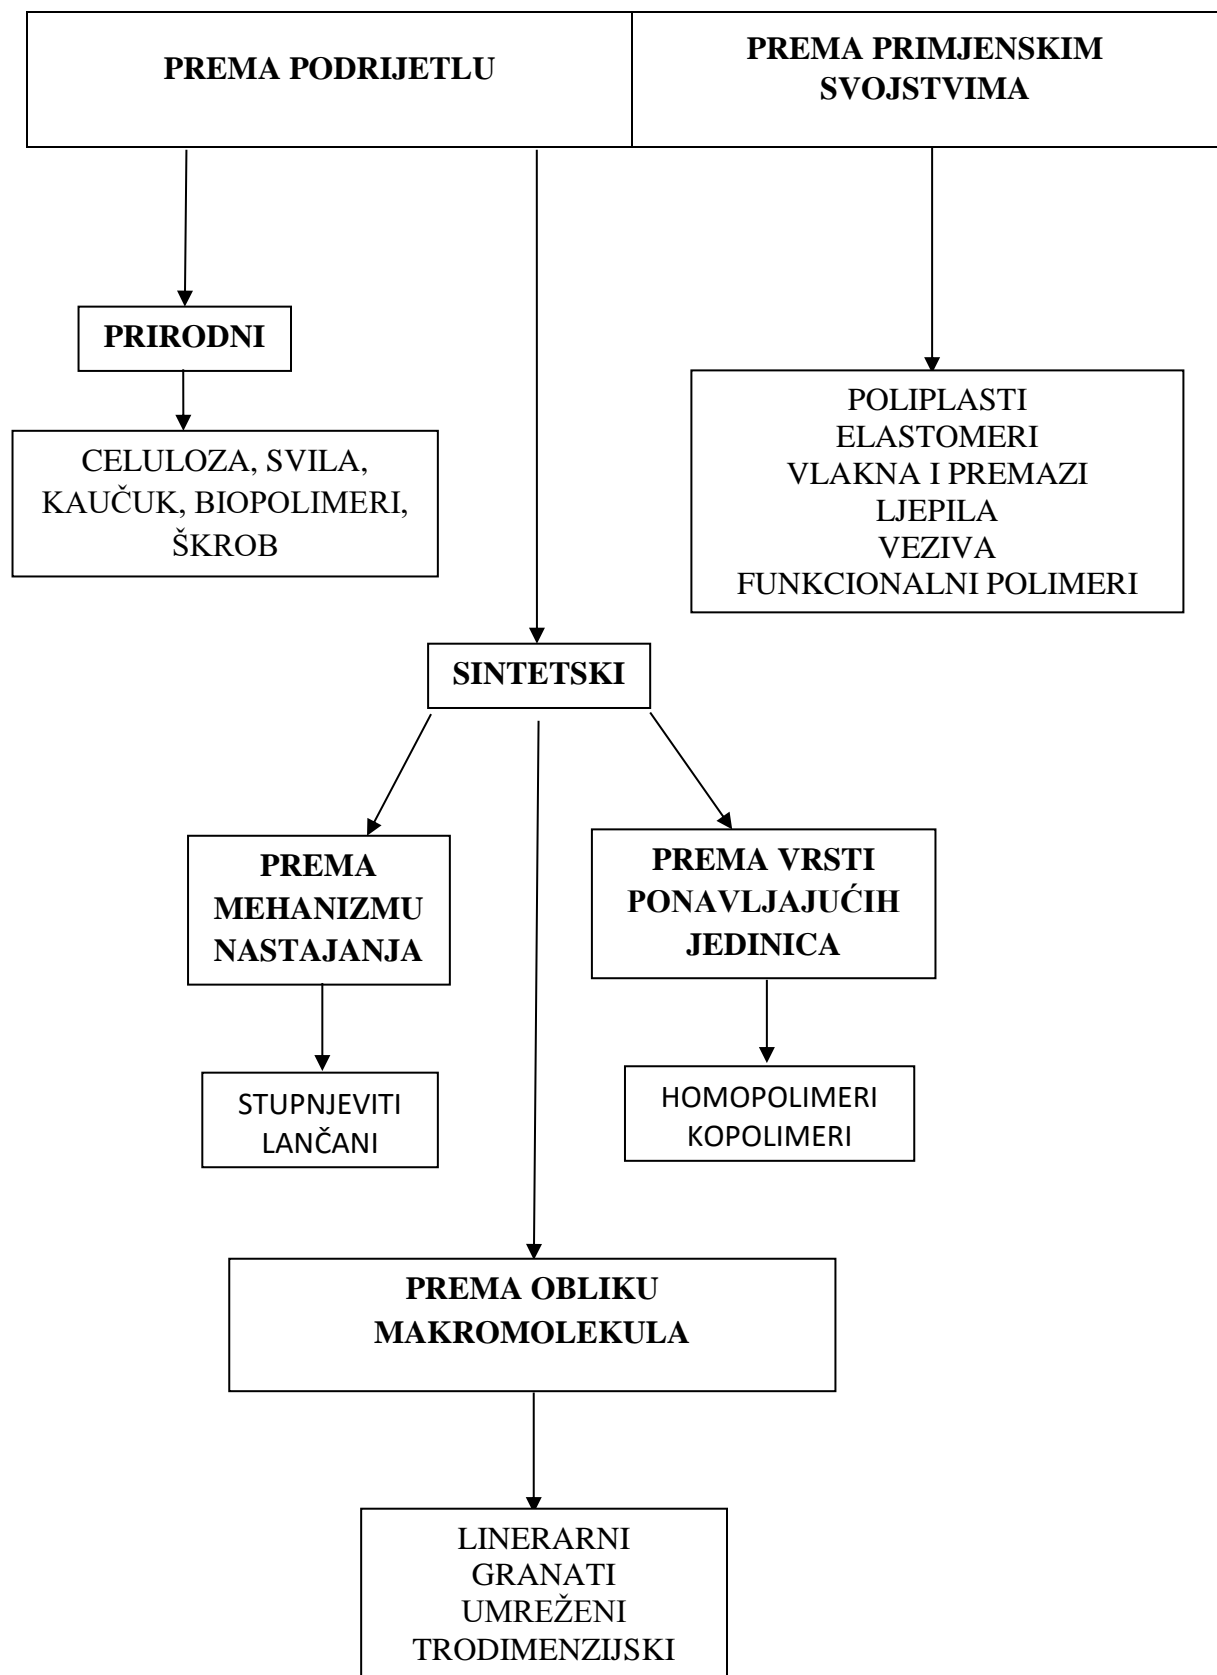 PREMA PODRIJETLU
PREMA PRIMJENSKIM
SVOJSTVIMA
PRIRODNI
CELULOZA, SVILA,
KAUČUK, BIOPOLIMERI,
ŠKROB
POLIPLASTI
ELASTOMERI
VLAKNA I PREMAZI
LJEPILA
VEZIVA
FUNKCIONALNI POLIMERI
SINTETSKI
PREMA
MEHANIZMU
NASTAJANJA
PREMA VRSTI
PONAVLJAJUĆIH
JEDINICA
STUPNJEVITI
LANČANI
HOMOPOLIMERI
KOPOLIMERI
PREMA OBLIKU
MAKROMOLEKULA
LINERARNI
GRANATI
UMREŽENI
TRODIMENZIJSKI